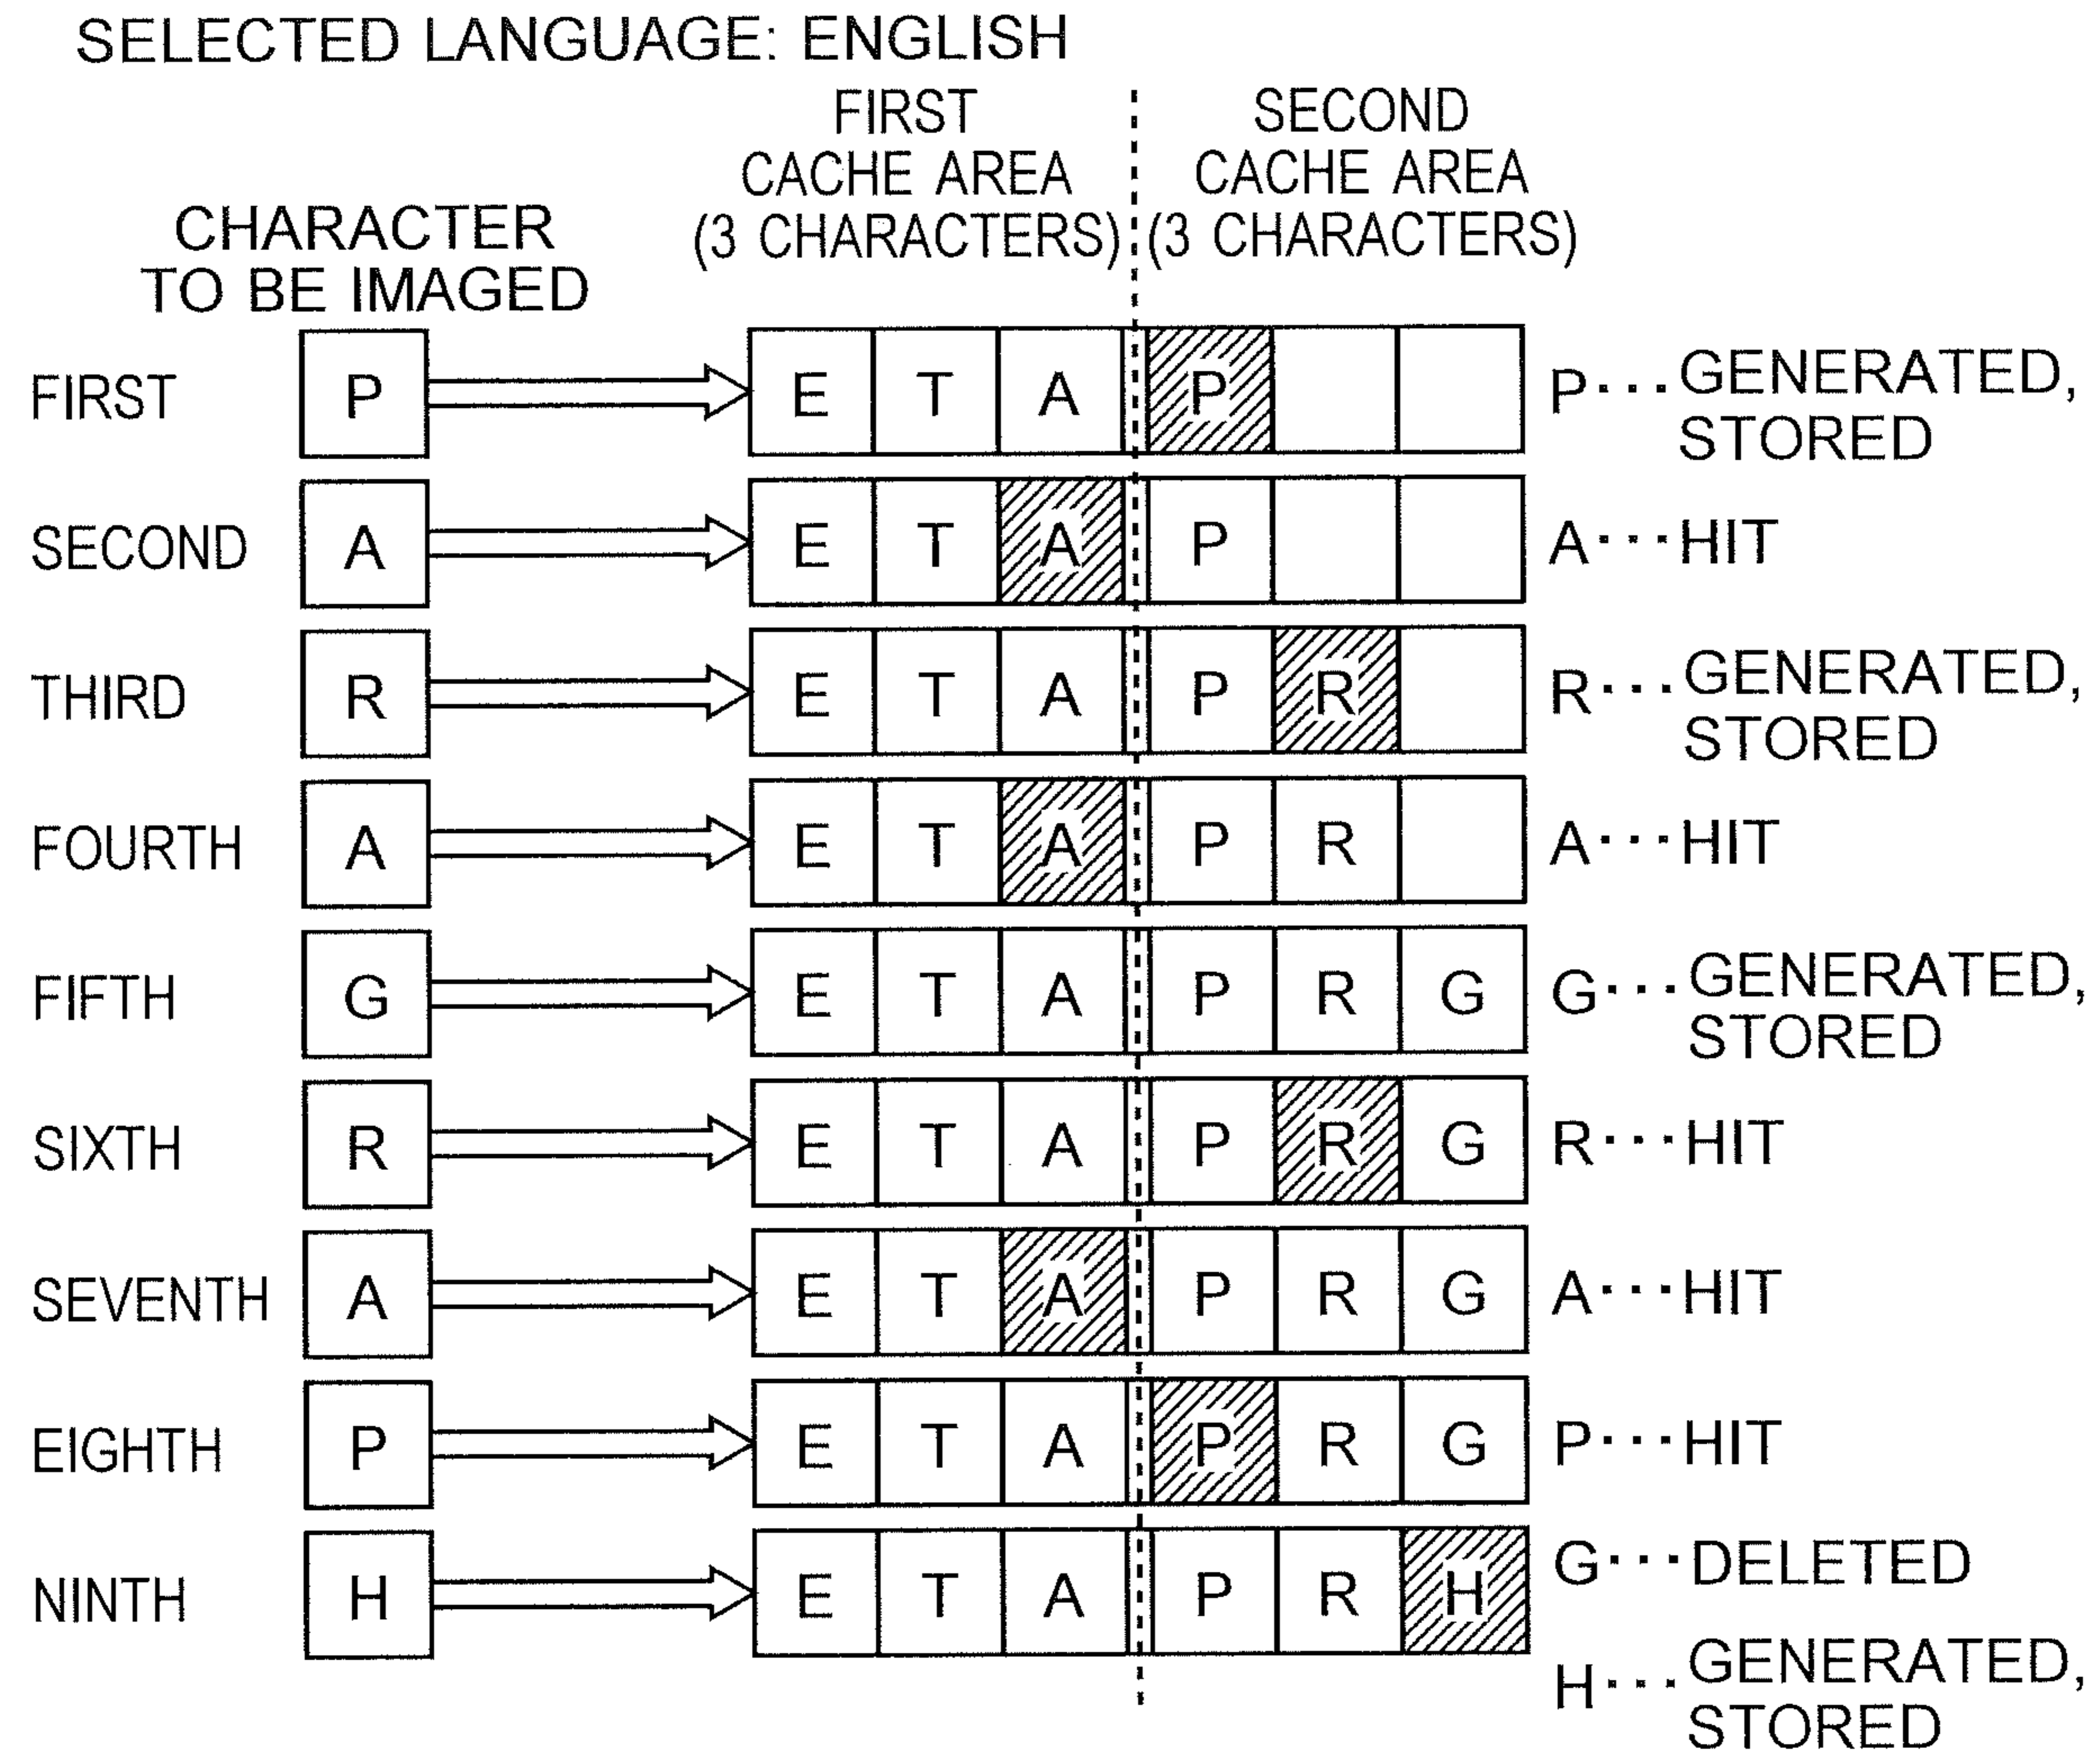 SELECTED LANGUAGE: ENGLISH
FIRST
CACHE AREA
(3 CHARACTERS)
SECOND
CACHE AREA
(3 CHARACTERS)
CHARACTER
TO BE IMAGED
FIRST P E T A P P··· GENERATED,
STORED
SECOND A E T A P A···HIT
THIRD R E T A P R R··· GENERATED,
STORED
FOURTH A E T A P R A···HIT
FIFTH G E T A P R G G··· GENERATED,
STORED
SIXTH R E T A P R G R···HIT
SEVENTH A E T A P R G A···HIT
EIGHTH P E T A P R G P···HIT
NINTH H E T A P R H G···DELETED
H··· GENERATED,
STORED